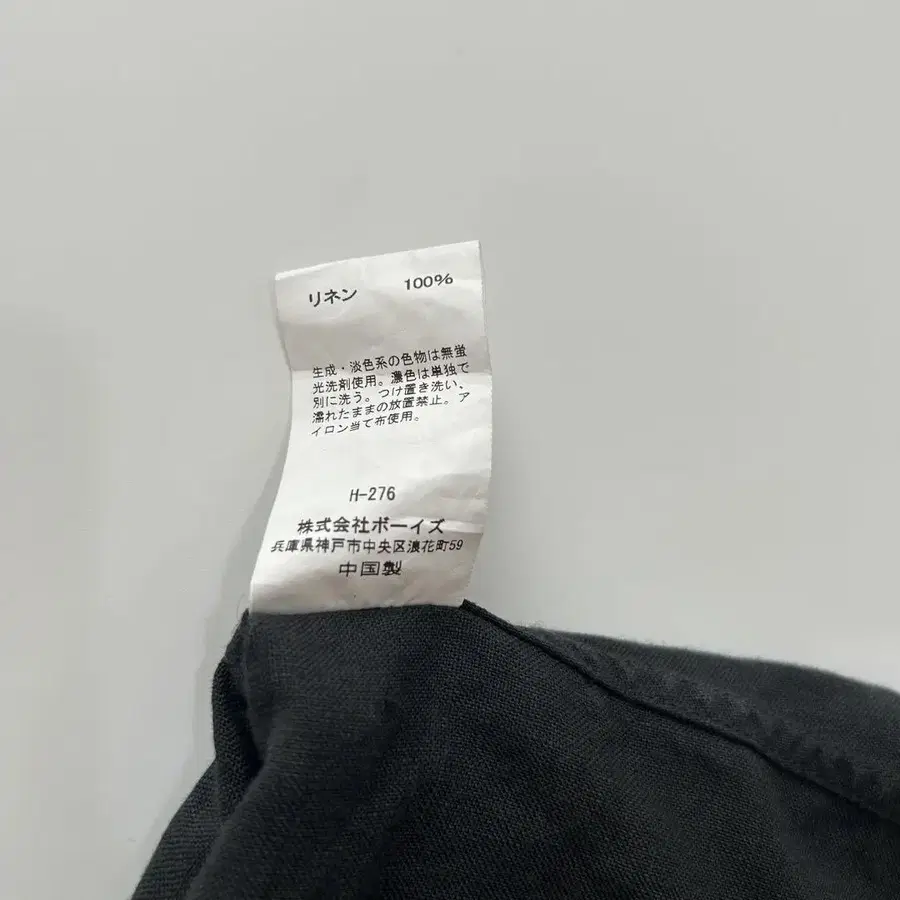 リネン 100%
生成・淡色系の色物は無蛍
光洗剤使用。濃色は単独で
別に洗う。つけ置き洗い、
濡れたままの放置禁止。ア
イロン当て布使用。
H-276
株式会社ボーイズ
兵庫県神戸市中央区浪花町59
中国製